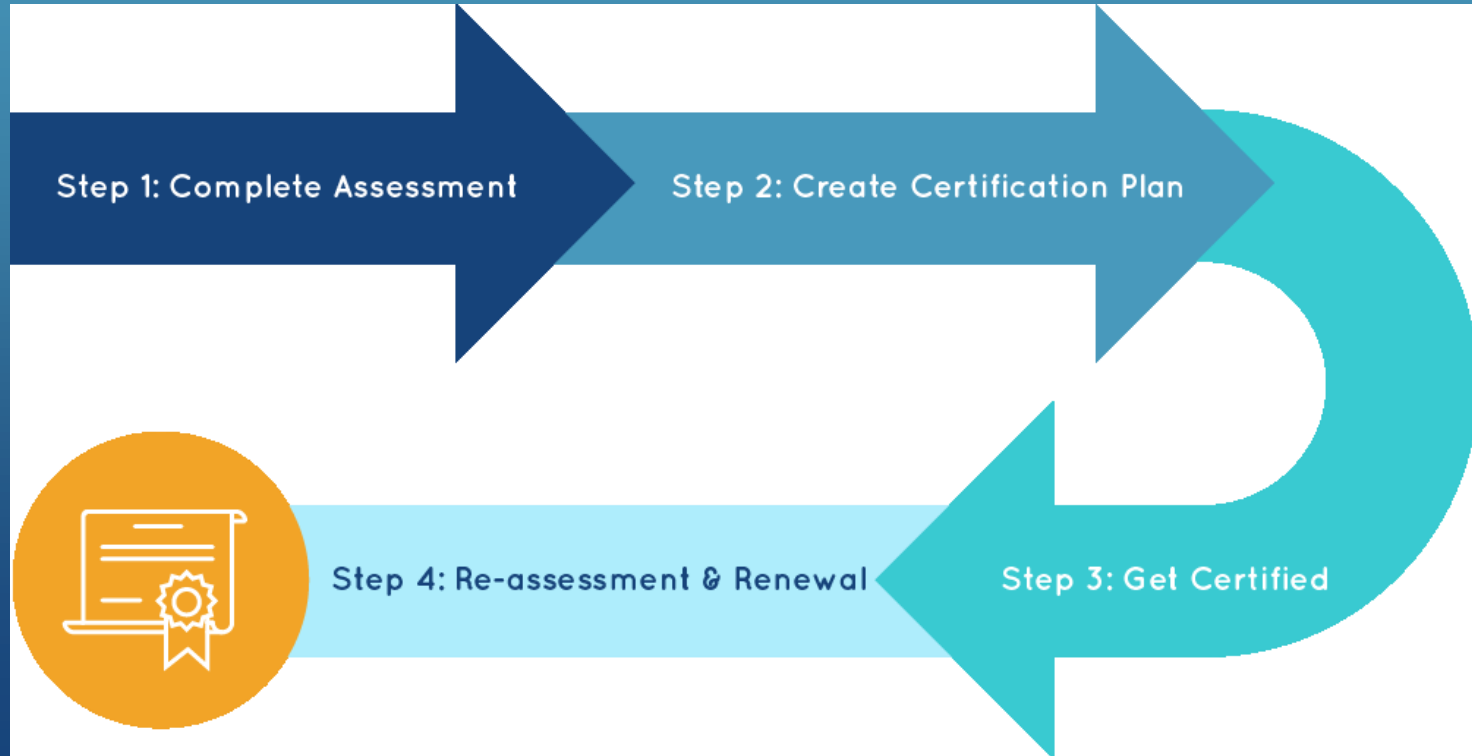 Step 1: Complete Assessment
Step 2: Create Certification Plan
Step 3: Get Certified
Step 4: Re-assessment & Renewal